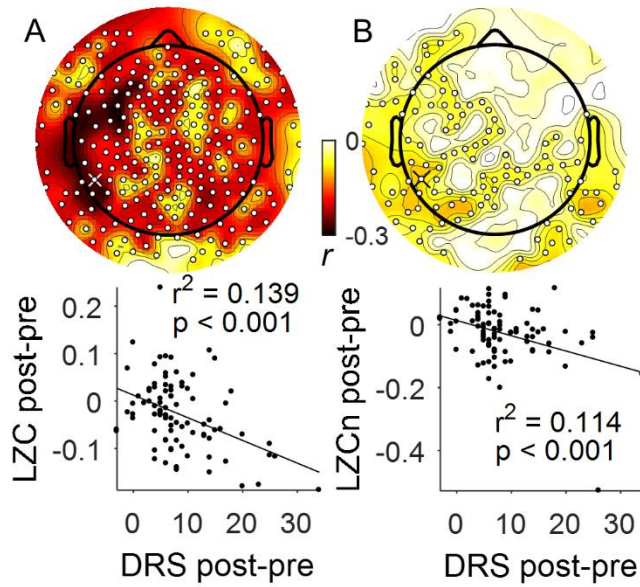 A
B
0
-0.3
r
r² = 0.139
p < 0.001
LZC post-pre
0.2
0.1
0
-0.1
0 10 20 30
DRS post-pre
r² = 0.114
p < 0.001
LZCn post-pre
0
-0.2
-0.4
0 10 20 30
DRS post-pre